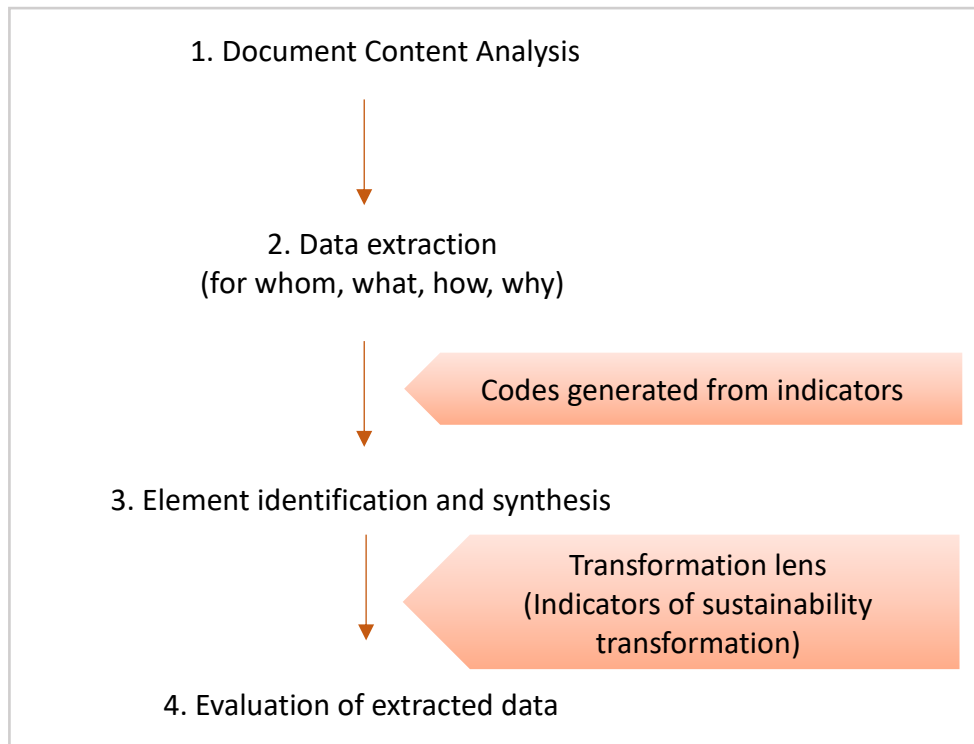 1. Document Content Analysis
2. Data extraction
(for whom, what, how, why)
Codes generated from indicators
3. Element identification and synthesis
Transformation lens
(Indicators of sustainability
transformation)
4. Evaluation of extracted data